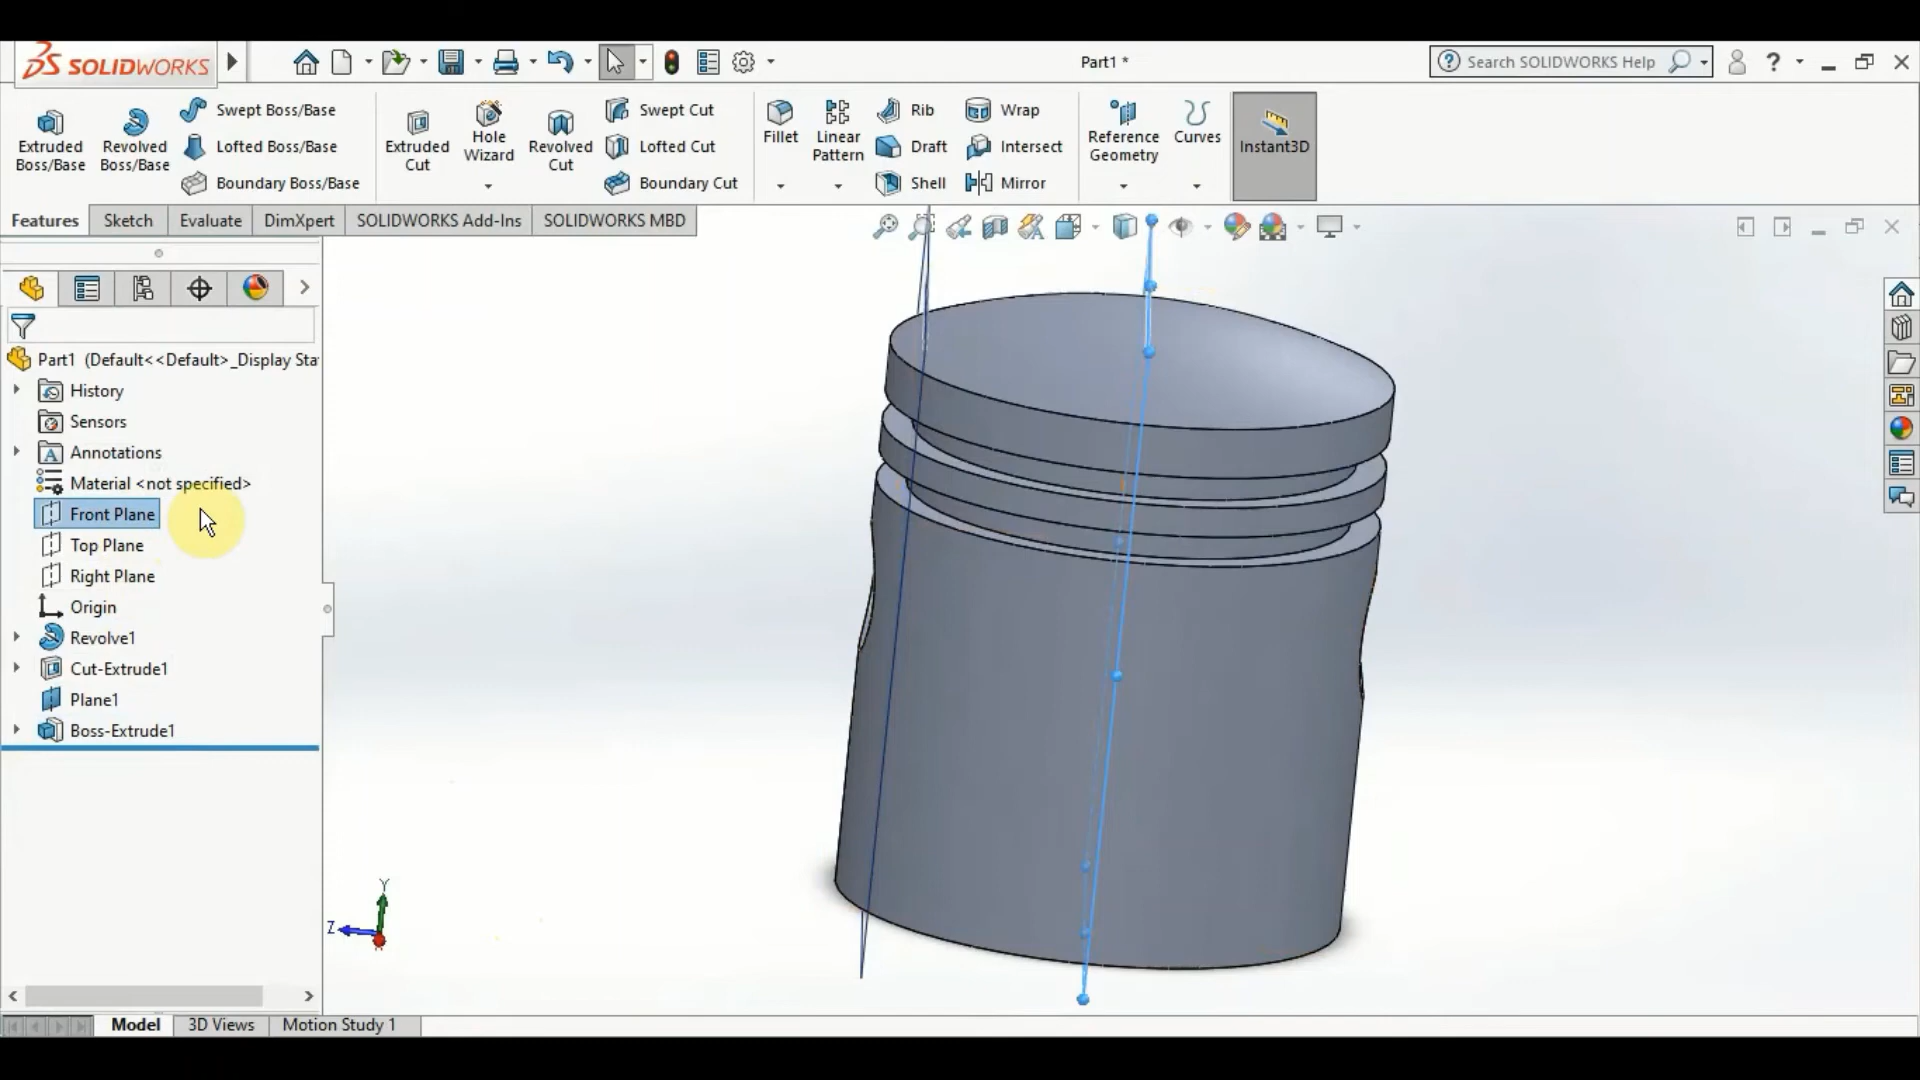 SOLIDWORKS
Part1 *
Search SOLIDWORKS Help
?
Extruded Boss/Base
Revolved Boss/Base
Swept Boss/Base
Lofted Boss/Base
Boundary Boss/Base
Extruded Cut
Hole Wizard
Revolved Cut
Swept Cut
Lofted Cut
Boundary Cut
Fillet
Linear Pattern
Rib
Draft
Shell
Wrap
Intersect
Mirror
Reference Geometry
Curves
Instant3D
Features
Sketch
Evaluate
DimXpert
SOLIDWORKS Add-Ins
SOLIDWORKS MBD
Part1 (Default<<Default>_Display Sta
History
Sensors
Annotations
Material <not specified>
Front Plane
Top Plane
Right Plane
Origin
Revolve1
Cut-Extrude1
Plane1
Boss-Extrude1
Y
Z
Model
3D Views
Motion Study 1